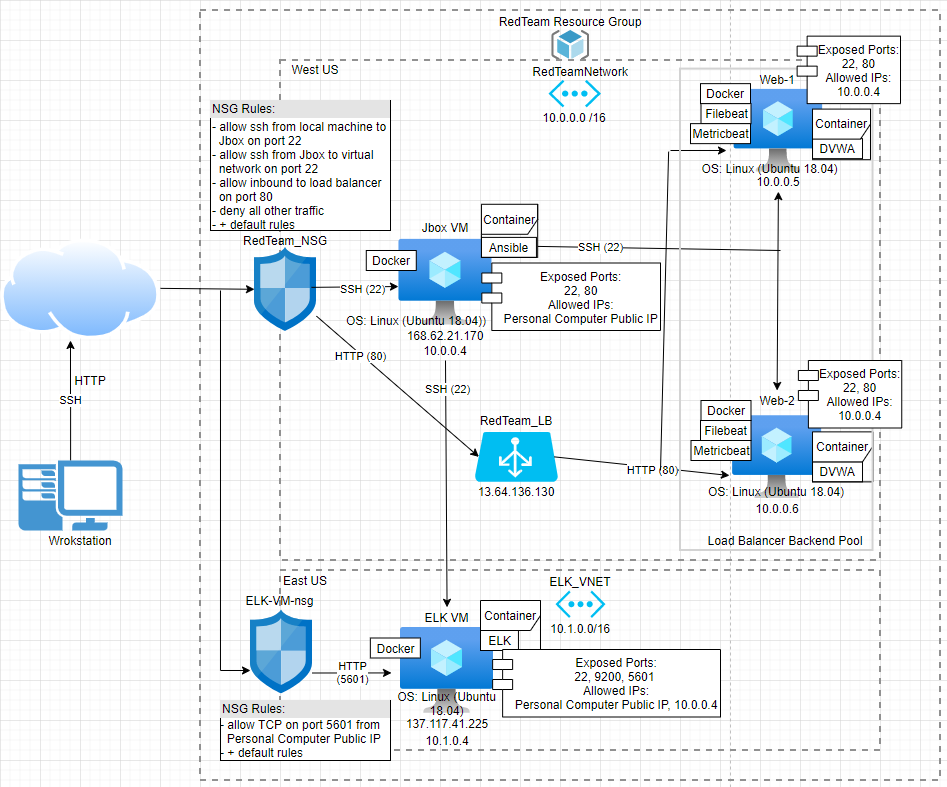 RedTeam Resource Group
West US
RedTeamNetwork
10.0.0.0 /16
NSG Rules:
- allow ssh from local machine to
Jbox on port 22
- allow ssh from Jbox to virtual
network on port 22
- allow inbound to load balancer
on port 80
- deny all other traffic
- + default rules
RedTeam_NSG
SSH (22)
HTTP (80)
Jbox VM
Docker
Container
Ansible
SSH (22)
Exposed Ports:
22, 80
Allowed IPs:
Personal Computer Public IP
OS: Linux (Ubuntu 18.04))
168.62.21.170
10.0.0.4
SSH (22)
Web-1
Docker
Filebeat
Metricbeat
Exposed Ports:
22, 80
Allowed IPs:
10.0.0.4
Container
DVWA
OS: Linux (Ubuntu 18.04)
10.0.0.5
RedTeam_LB
13.64.136.130
HTTP (80)
Web-2
Docker
Filebeat
Metricbeat
Exposed Ports:
22, 80
Allowed IPs:
10.0.0.4
Container
DVWA
OS: Linux (Ubuntu 18.04)
10.0.0.6
Load Balancer Backend Pool
HTTP
SSH
Wrokstation
East US
ELK-VM-nsg
HTTP
(5601)
NSG Rules:
- allow TCP on port 5601 from
Personal Computer Public IP
- + default rules
ELK_VNET
10.1.0.0/16
ELK VM
Docker
Container
ELK
Exposed Ports:
22, 9200, 5601
Allowed IPs:
Personal Computer Public IP, 10.0.0.4
OS: Linux (Ubuntu
18.04)
137.117.41.225
10.1.0.4